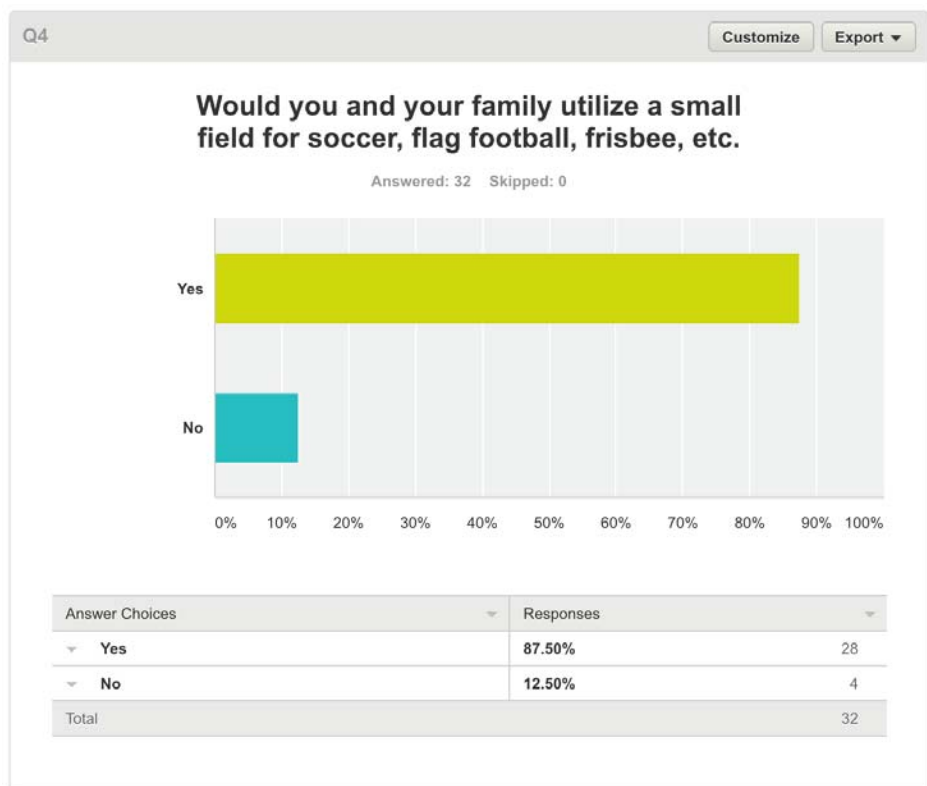 Q4
Customize
Export
Would you and your family utilize a small
field for soccer, flag football, frisbee, etc.
Answered: 32 Skipped: 0
Yes
No
0% 10% 20% 30% 40% 50% 60% 70% 80% 90% 100%
Answer Choices Responses
Yes 87.50% 28
No 12.50% 4
Total 32